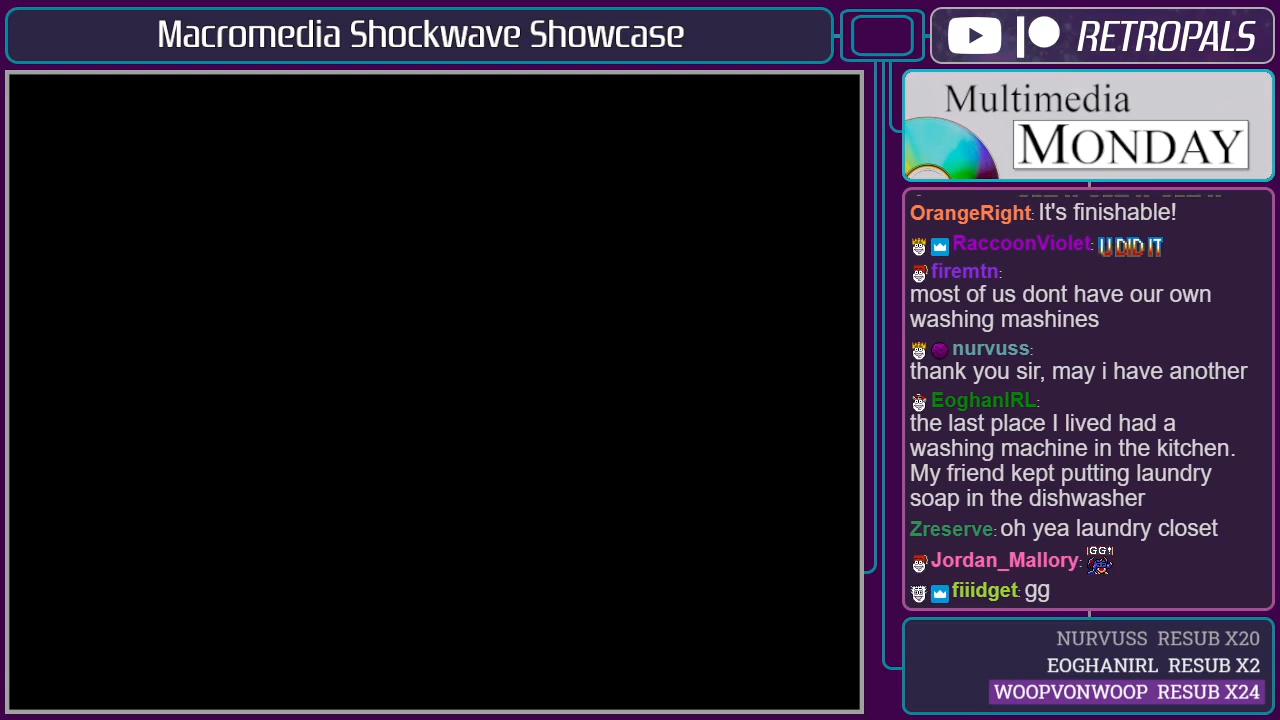 Macromedia Shockwave Showcase
RETROPALS
Multimedia
MONDAY
OrangeRight: It's finishable!
RaccoonViolet: U DID IT
firemtn:
most of us dont have our own
washing mashines
nurvuss:
thank you sir, may i have another
EoghanIRL:
the last place I lived had a
washing machine in the kitchen.
My friend kept putting laundry
soap in the dishwasher
Zreserve: oh yea laundry closet
Jordan_Mallory: GG!
fiiidget: gg
NURVUSS RESUB X20
EOGHANIRL RESUB X2
WOOPVONWOOP RESUB X24